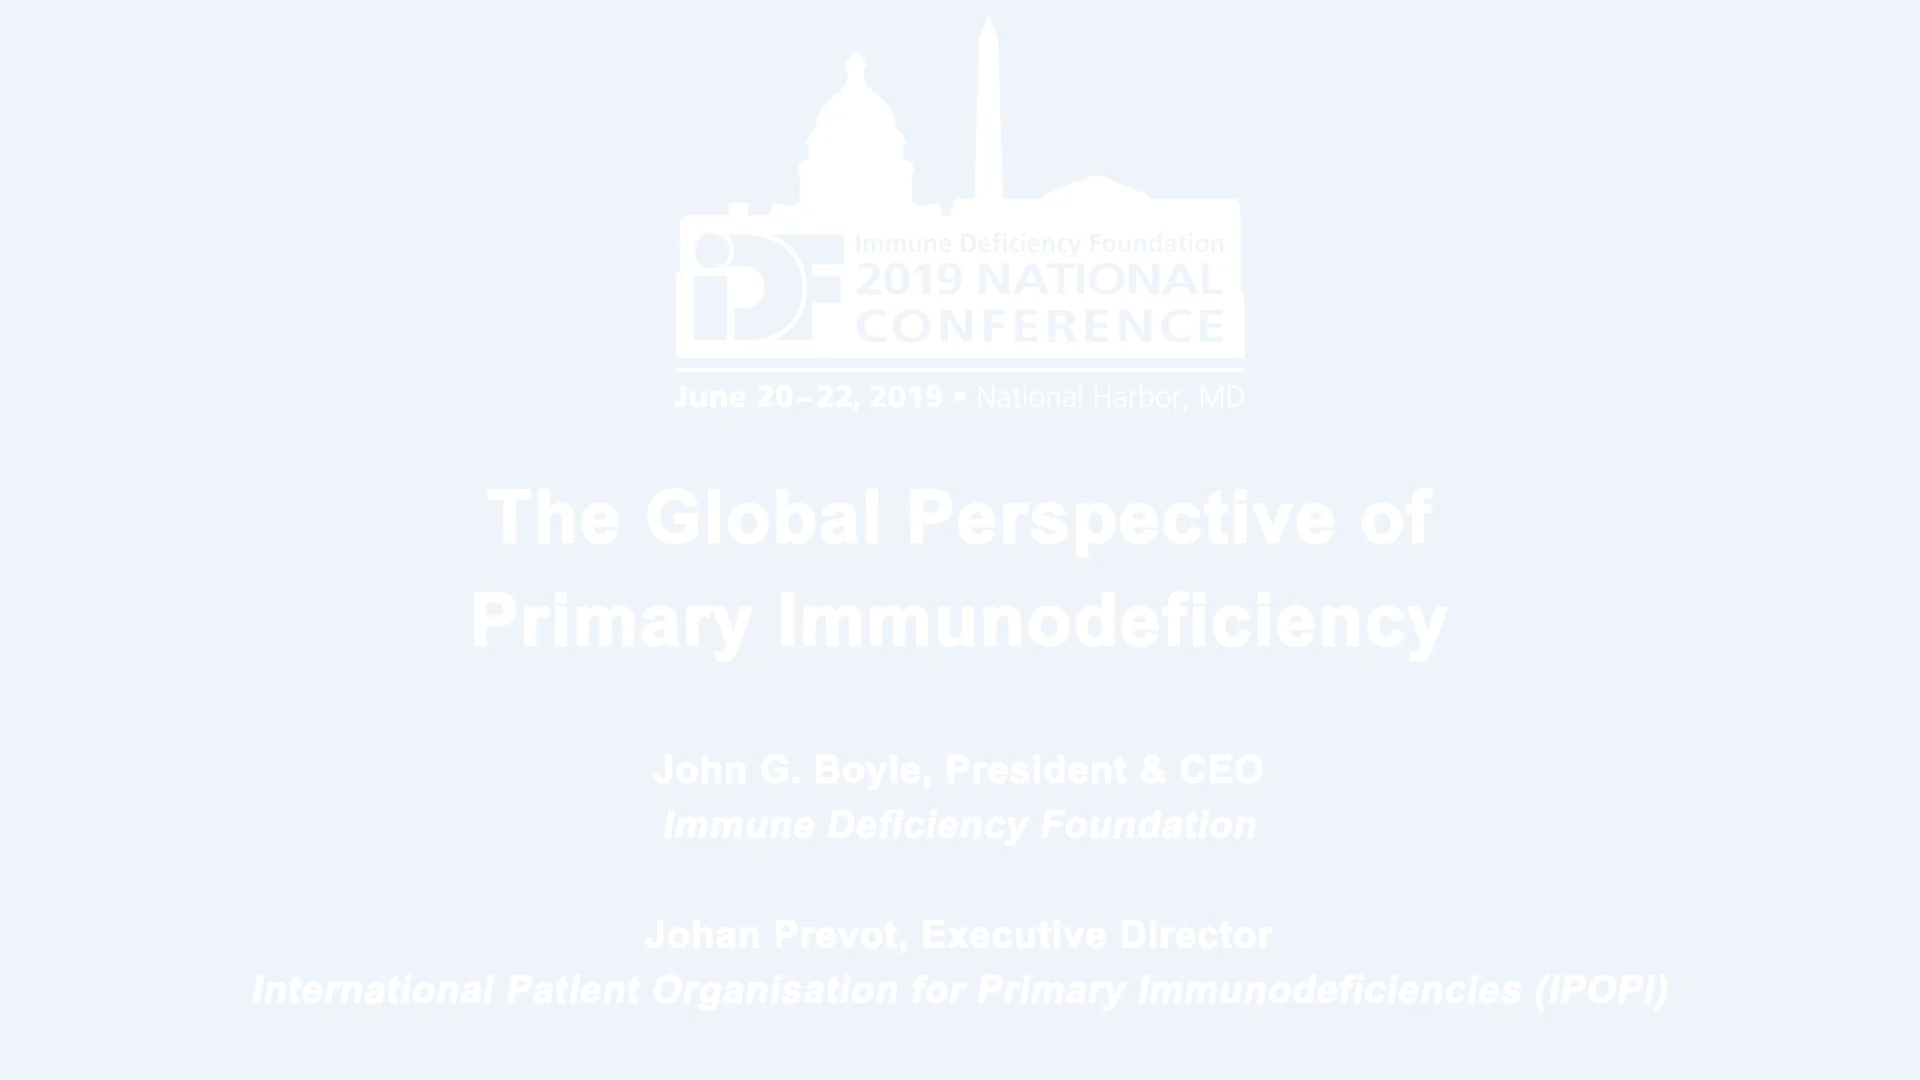 iDF
Immune Deficiency Foundation
2019 NATIONAL
CONFERENCE
June 20–22, 2019 • National Harbor, MD
The Global Perspective of
Primary Immunodeficiency
John G. Boyle, President & CEO
Immune Deficiency Foundation
Johan Prevot, Executive Director
International Patient Organisation for Primary Immunodeficiencies (IPOPI)